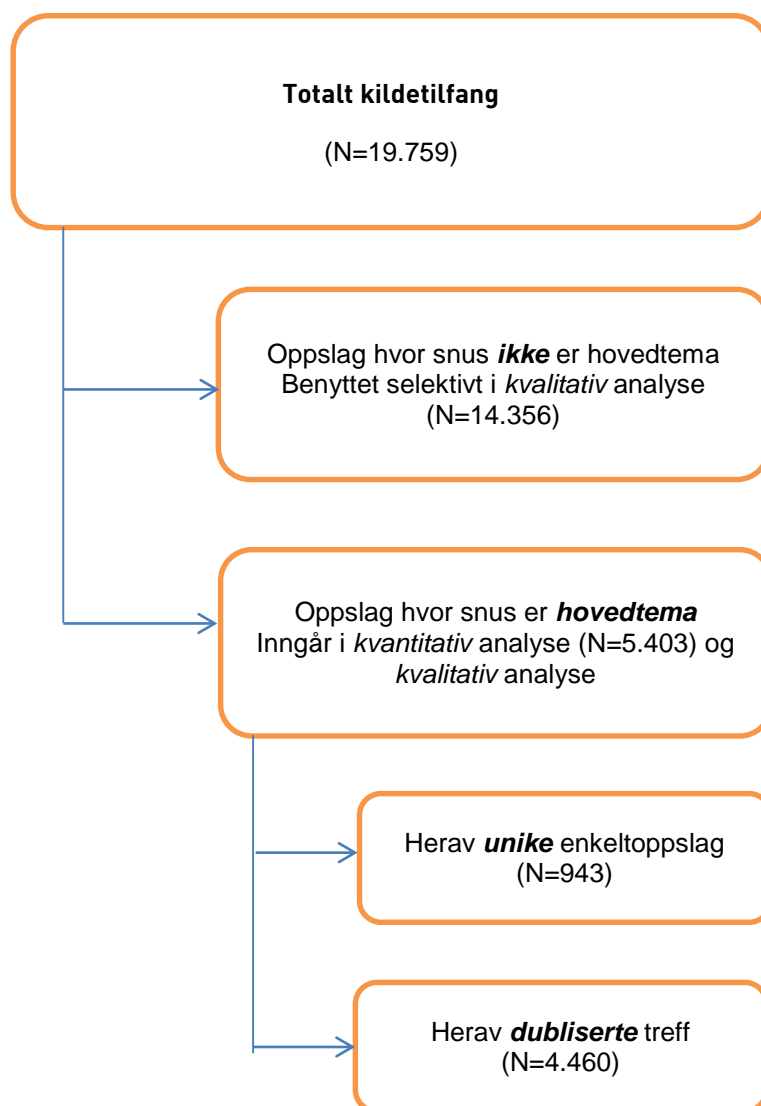 Totalt kildetilfang
(N=19.759)
Oppslag hvor snus ikke er hovedtema
Benyttet selektivt i kvalitativ analyse
(N=14.356)
Oppslag hvor snus er hovedtema
Inngår i kvantitativ analyse (N=5.403) og
kvalitativ analyse
Herav unike enkeltoppslag
(N=943)
Herav dubliserte treff
(N=4.460)